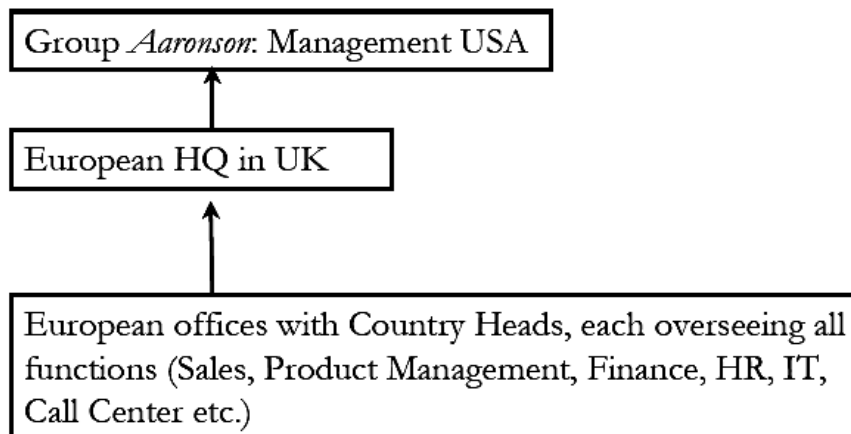 Group Aaronson: Management USA
European HQ in UK
European offices with Country Heads, each overseeing all
functions (Sales, Product Management, Finance, HR, IT,
Call Center etc.)